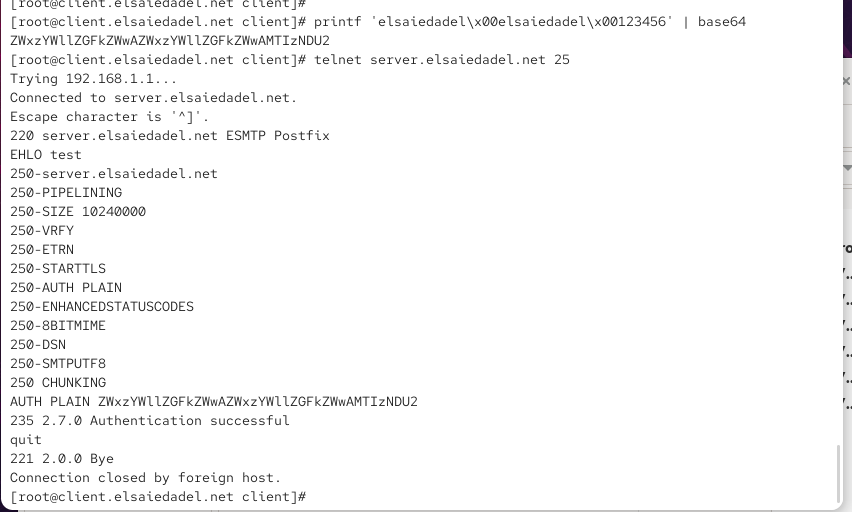 [root@client.elsaiedadel.net client]#
[root@client.elsaiedadel.net client]# printf 'elsaiedadel\x00elsaiedadel\x00123456' | base64
ZWxzYWllZGFkZWwAZWxzYWllZGFkZWwAMTIzNDU2
[root@client.elsaiedadel.net client]# telnet server.elsaiedadel.net 25
Trying 192.168.1.1...
Connected to server.elsaiedadel.net.
Escape character is '^]'.
220 server.elsaiedadel.net ESMTP Postfix
EHLO test
250-server.elsaiedadel.net
250-PIPELINING
250-SIZE 10240000
250-VRFY
250-ETRN
250-STARTTLS
250-AUTH PLAIN
250-ENHANCEDSTATUSCODES
250-8BITMIME
250-DSN
250-SMTPUTF8
250 CHUNKING
AUTH PLAIN ZWxzYWllZGFkZWwAZWxzYWllZGFkZWwAMTIzNDU2
235 2.7.0 Authentication successful
quit
221 2.0.0 Bye
Connection closed by foreign host.
[root@client.elsaiedadel.net client]#